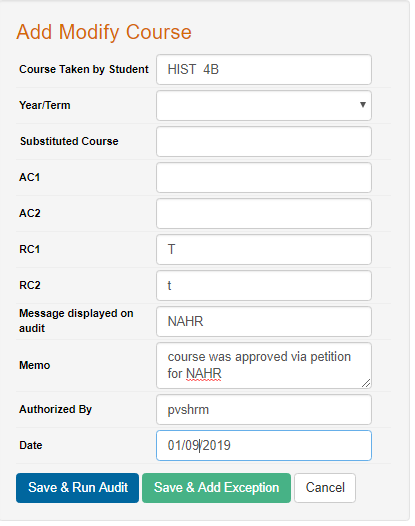 Add Modify Course
Course Taken by Student HIST  4B
Year/Term
Substituted Course
AC1
AC2
RC1 T
RC2 t
Message displayed on
audit NAHR
Memo course was approved via petition
for NAHR
Authorized By pvshrm
Date 01/09/2019
Save & Run Audit Save & Add Exception Cancel